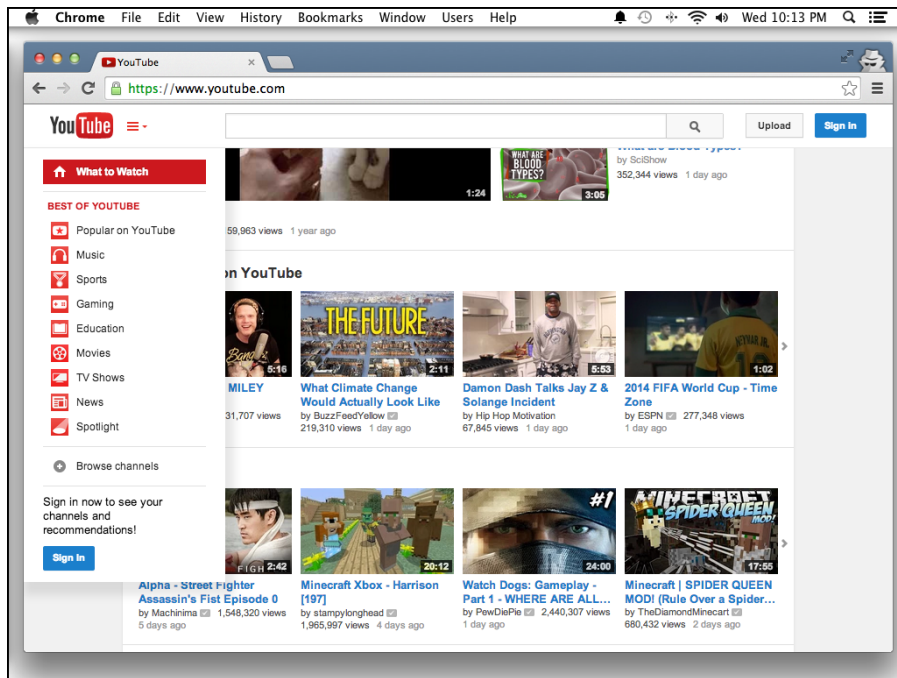 Chrome File Edit View History Bookmarks Window Users Help Wed 10:13 PM
YouTube
https://www.youtube.com
YouTube
Upload
Sign In
What to Watch
BEST OF YOUTUBE
Popular on YouTube
Music
Sports
Gaming
Education
Movies
TV Shows
News
Spotlight
Browse channels
Sign in now to see your
channels and
recommendations!
Sign In
1:24
WHAT ARE
BLOOD
TYPES?
3:05
What are Blood Types?
by SciShow
352,344 views 1 day ago
59,963 views 1 year ago
on YouTube
Bang
5:16
MILEY
31,707 views
THE FUTURE
2:11
What Climate Change
Would Actually Look Like
by BuzzFeedYellow
219,310 views 1 day ago
5:53
Damon Dash Talks Jay Z &
Solange Incident
by Hip Hop Motivation
67,845 views 1 day ago
NEYMAR JR.
1:02
2014 FIFA World Cup - Time
Zone
by ESPN 277,348 views
1 day ago
FIGH 2:42
Alpha - Street Fighter
Assassin's Fist Episode 0
by Machinima 1,548,320 views
5 days ago
20:12
Minecraft Xbox - Harrison
[197]
by stampylonghead
1,965,997 views 4 days ago
#1
24:00
Watch Dogs: Gameplay -
Part 1 - WHERE ARE ALL...
by PewDiePie 2,440,307 views
1 day ago
MINECRAFT
SPIDER QUEEN
MOD!
17:55
Minecraft | SPIDER QUEEN
MOD! (Rule Over a Spider...
by TheDiamondMinecart
680,432 views 2 days ago